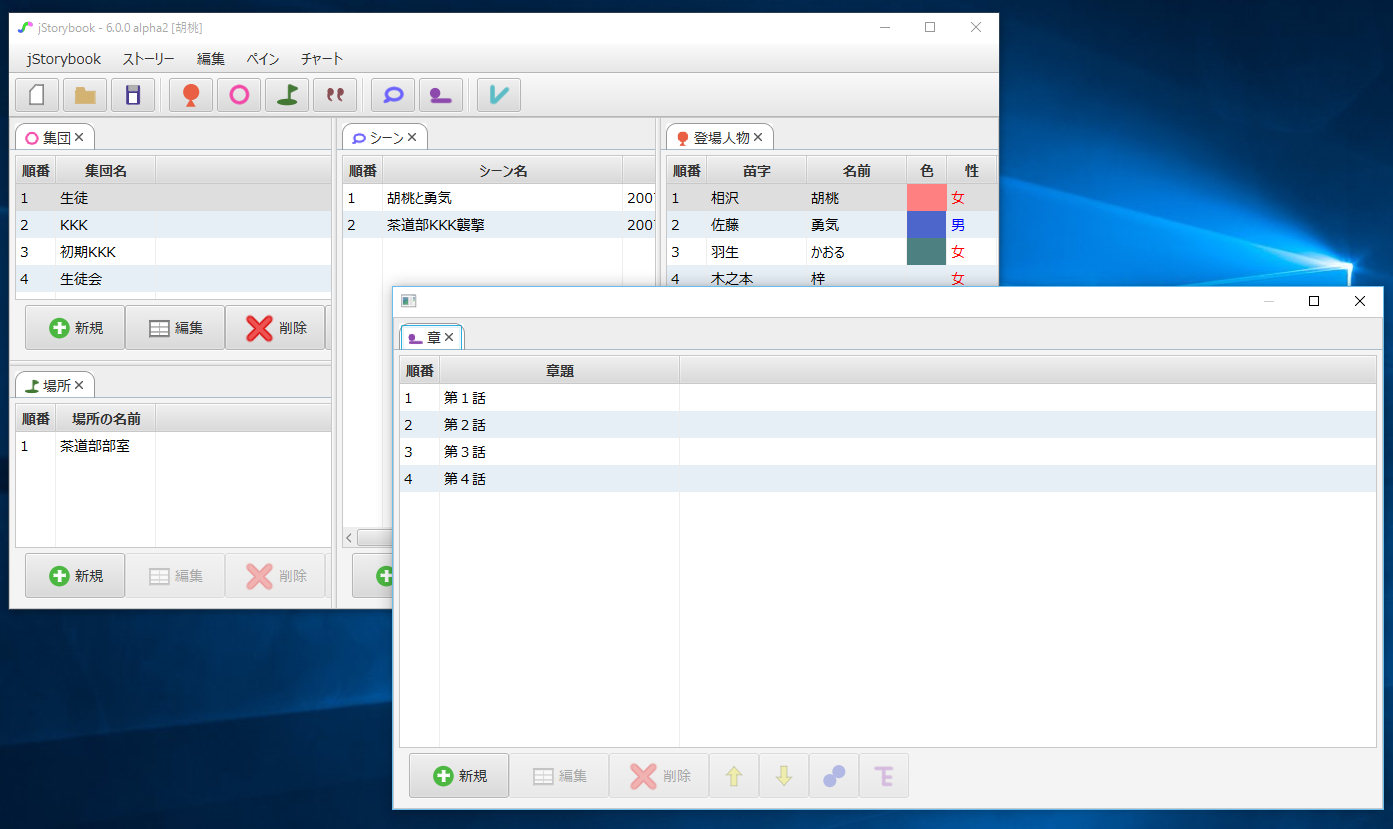 jStorybook - 6.0.0 alpha2 [胡桃]
jStorybook ストーリー 編集 ペイン チャート
集団
順番 集団名
1 生徒
2 KKK
3 初期KKK
4 生徒会
新規 編集 削除
場所
順番 場所の名前
1 茶道部部室
新規 編集 削除
シーン
順番 シーン名
1 胡桃と勇気 200
2 茶道部KKK襲撃 200
登場人物
順番 苗字 名前 色 性
1 相沢 胡桃 女
2 佐藤 勇気 男
3 羽生 かおる 女
4 木之本 梓 女
章
順番 章題
1 第１話
2 第２話
3 第３話
4 第４話
新規 編集 削除